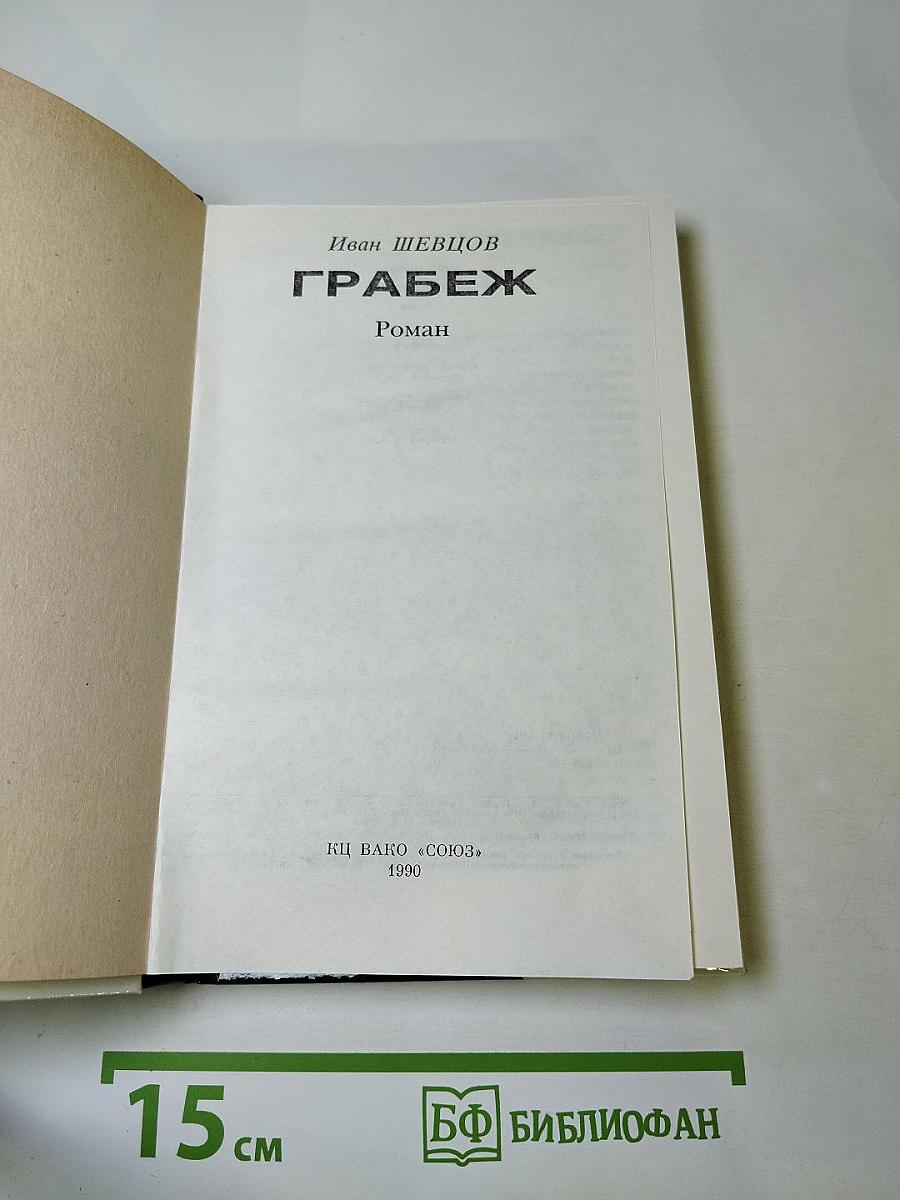 Иван ШЕВЦОВ
ГРАБЕЖ
Роман
КЦ ВАКО «СОЮЗ»
1990
15 см
БФ БИБЛИОФАН